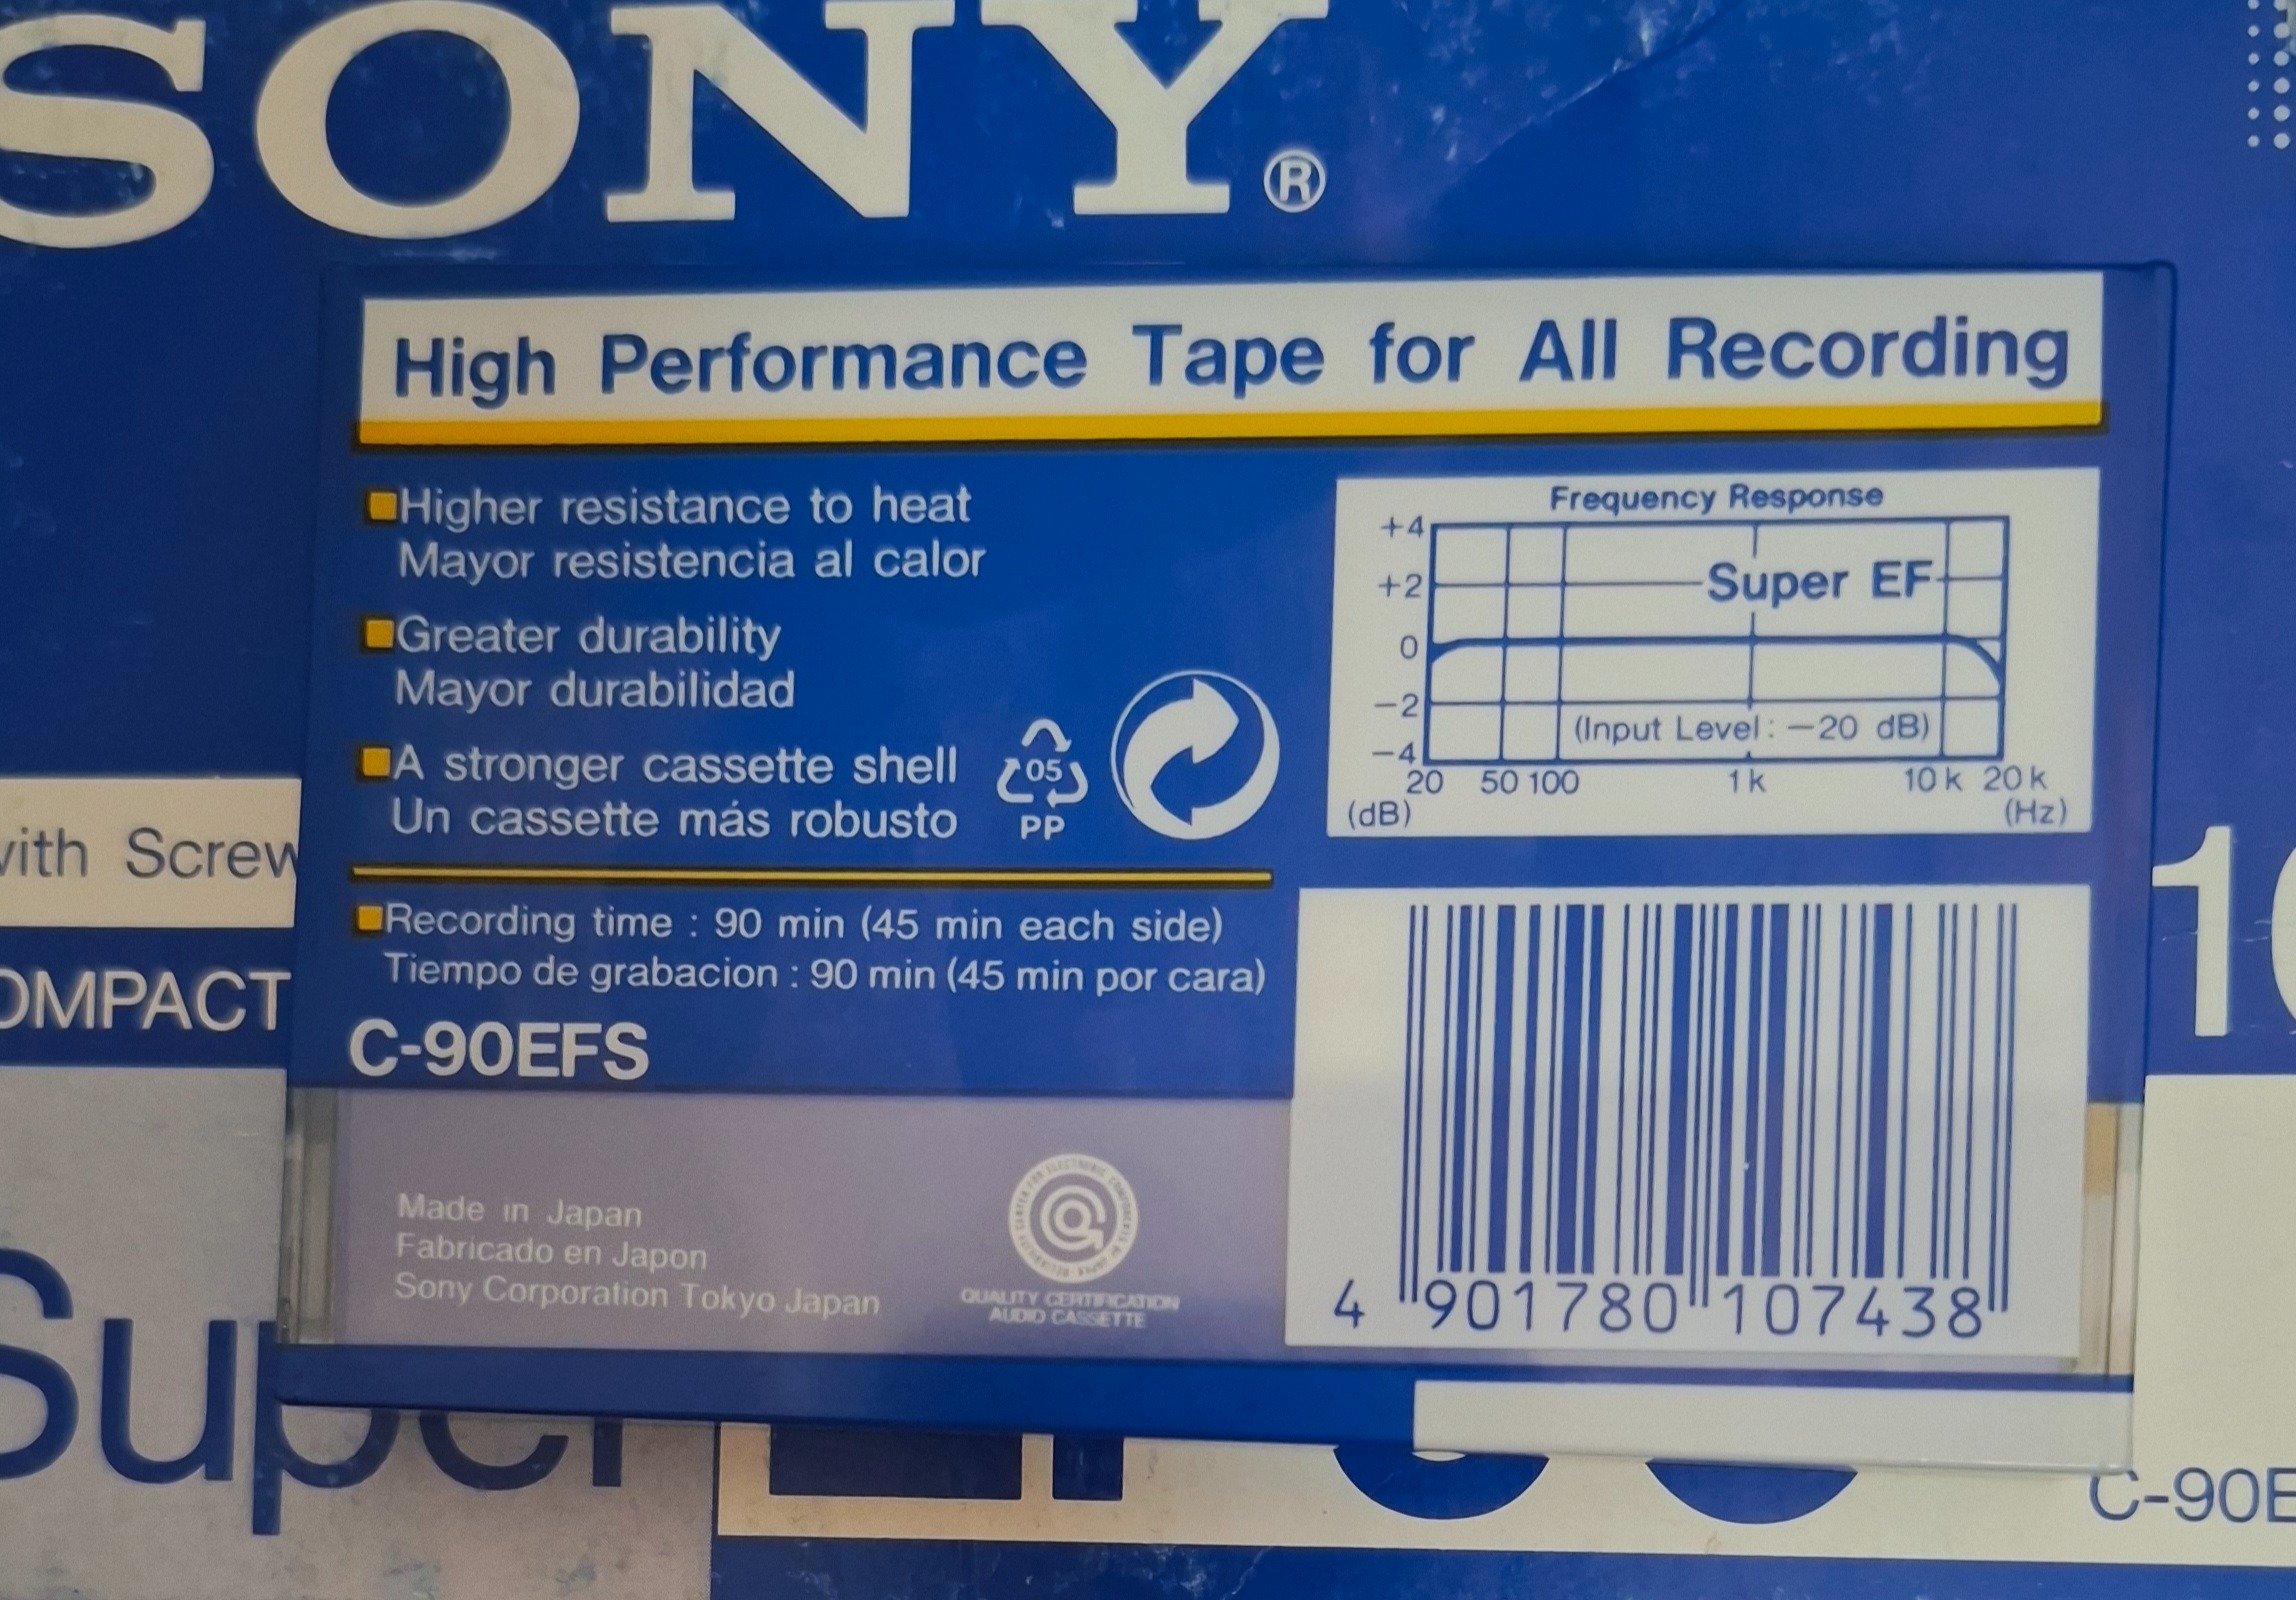 SONY®
High Performance Tape for All Recording
Higher resistance to heat
Mayor resistencia al calor
Greater durability
Mayor durabilidad
A stronger cassette shell
Un cassette más robusto
05
PP
Recording time : 90 min (45 min each side)
Tiempo de grabacion : 90 min (45 min por cara)
C-90EFS
Frequency Response
+4
+2
0
−2
−4
Super EF
(Input Level: −20 dB)
20 50 100 1k 10k 20k
(dB) (Hz)
Made in Japan
Fabricado en Japon
Sony Corporation Tokyo Japan
QUALITY CERTIFICATION
AUDIO CASSETTE
4 901780 107438
with Screw
OMPACT
10
Super
C-90E